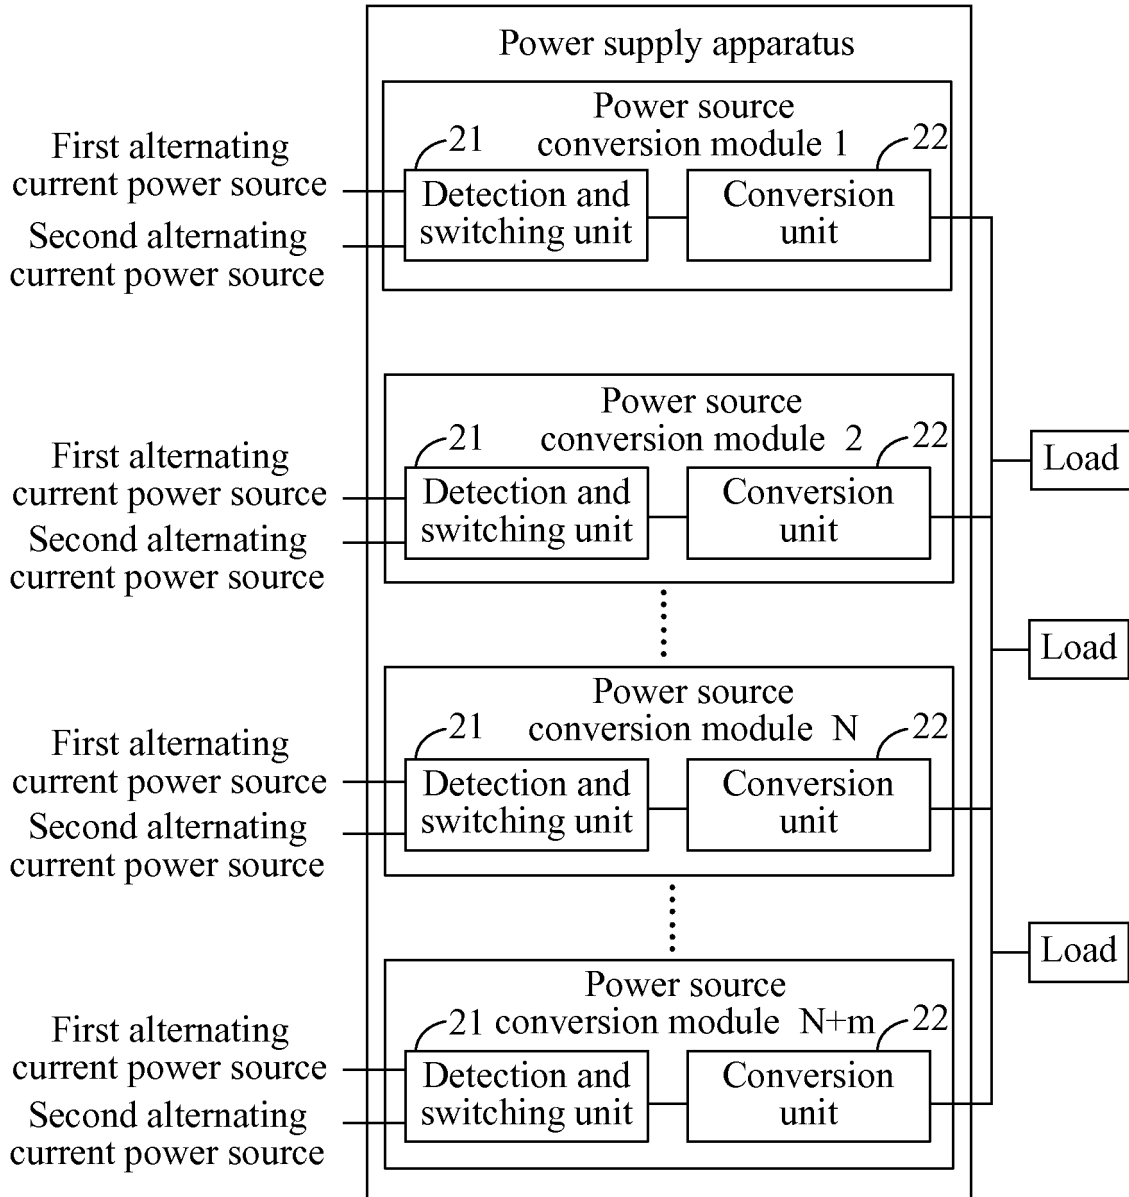 Power supply apparatus
Power source
conversion module 1
21
22
First alternating
current power source
Second alternating
current power source
Detection and
switching unit
Conversion
unit
Power source
conversion module 2
21
22
First alternating
current power source
Second alternating
current power source
Detection and
switching unit
Conversion
unit
Load
Load
Power source
conversion module N
21
22
First alternating
current power source
Second alternating
current power source
Detection and
switching unit
Conversion
unit
Load
Power source
conversion module N+m
21
22
First alternating
current power source
Second alternating
current power source
Detection and
switching unit
Conversion
unit